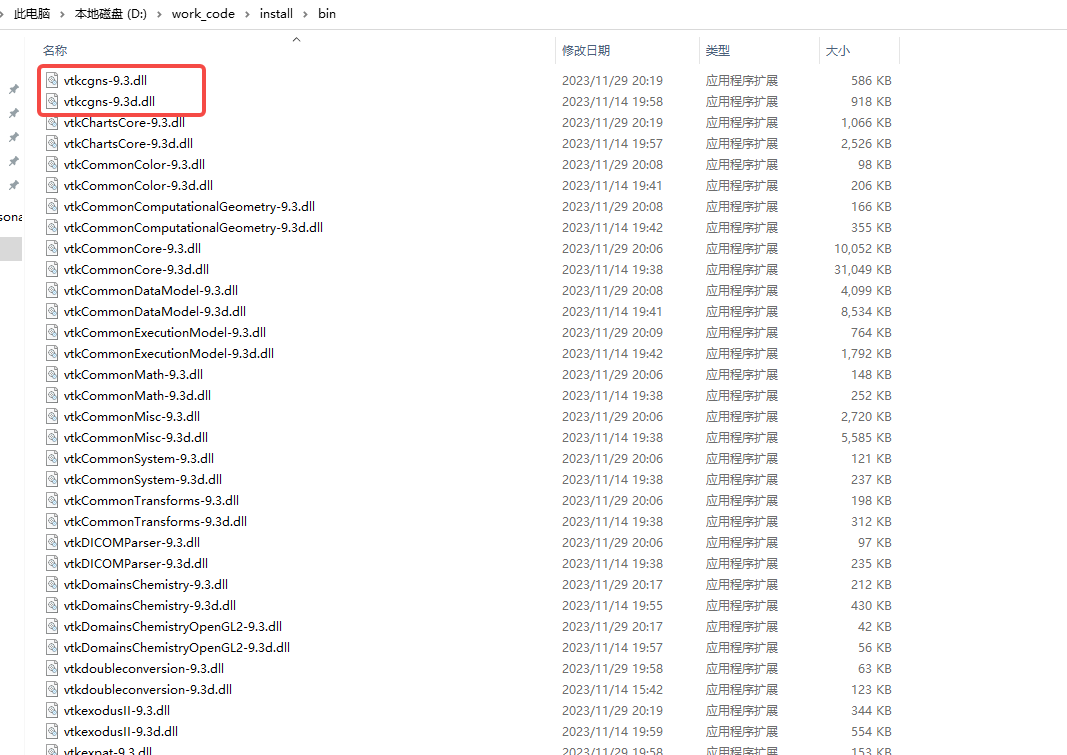 此电脑 › 本地磁盘 (D:) › work_code › install › bin
名称 修改日期 类型 大小
vtkcgns-9.3.dll 2023/11/29 20:19 应用程序扩展 586 KB
vtkcgns-9.3d.dll 2023/11/14 19:58 应用程序扩展 918 KB
vtkChartsCore-9.3.dll 2023/11/29 20:19 应用程序扩展 1,066 KB
vtkChartsCore-9.3d.dll 2023/11/14 19:57 应用程序扩展 2,526 KB
vtkCommonColor-9.3.dll 2023/11/29 20:08 应用程序扩展 98 KB
vtkCommonColor-9.3d.dll 2023/11/14 19:41 应用程序扩展 206 KB
vtkCommonComputationalGeometry-9.3.dll 2023/11/29 20:08 应用程序扩展 166 KB
sona vtkCommonComputationalGeometry-9.3d.dll 2023/11/14 19:42 应用程序扩展 355 KB
vtkCommonCore-9.3.dll 2023/11/29 20:06 应用程序扩展 10,052 KB
vtkCommonCore-9.3d.dll 2023/11/14 19:38 应用程序扩展 31,049 KB
vtkCommonDataModel-9.3.dll 2023/11/29 20:08 应用程序扩展 4,099 KB
vtkCommonDataModel-9.3d.dll 2023/11/14 19:41 应用程序扩展 8,534 KB
vtkCommonExecutionModel-9.3.dll 2023/11/29 20:09 应用程序扩展 764 KB
vtkCommonExecutionModel-9.3d.dll 2023/11/14 19:42 应用程序扩展 1,792 KB
vtkCommonMath-9.3.dll 2023/11/29 20:06 应用程序扩展 148 KB
vtkCommonMath-9.3d.dll 2023/11/14 19:38 应用程序扩展 252 KB
vtkCommonMisc-9.3.dll 2023/11/29 20:06 应用程序扩展 2,720 KB
vtkCommonMisc-9.3d.dll 2023/11/14 19:38 应用程序扩展 5,585 KB
vtkCommonSystem-9.3.dll 2023/11/29 20:06 应用程序扩展 121 KB
vtkCommonSystem-9.3d.dll 2023/11/14 19:38 应用程序扩展 237 KB
vtkCommonTransforms-9.3.dll 2023/11/29 20:06 应用程序扩展 198 KB
vtkCommonTransforms-9.3d.dll 2023/11/14 19:38 应用程序扩展 312 KB
vtkDICOMParser-9.3.dll 2023/11/29 20:06 应用程序扩展 97 KB
vtkDICOMParser-9.3d.dll 2023/11/14 19:38 应用程序扩展 235 KB
vtkDomainsChemistry-9.3.dll 2023/11/29 20:17 应用程序扩展 212 KB
vtkDomainsChemistry-9.3d.dll 2023/11/14 19:55 应用程序扩展 430 KB
vtkDomainsChemistryOpenGL2-9.3.dll 2023/11/29 20:17 应用程序扩展 42 KB
vtkDomainsChemistryOpenGL2-9.3d.dll 2023/11/14 19:57 应用程序扩展 56 KB
vtkdoubleconversion-9.3.dll 2023/11/29 19:58 应用程序扩展 63 KB
vtkdoubleconversion-9.3d.dll 2023/11/14 15:42 应用程序扩展 123 KB
vtkexodusII-9.3.dll 2023/11/29 20:19 应用程序扩展 344 KB
vtkexodusII-9.3d.dll 2023/11/14 19:59 应用程序扩展 554 KB
vtkexpat-9.3.dll 2023/11/29 19:58 应用程序扩展 153 KB